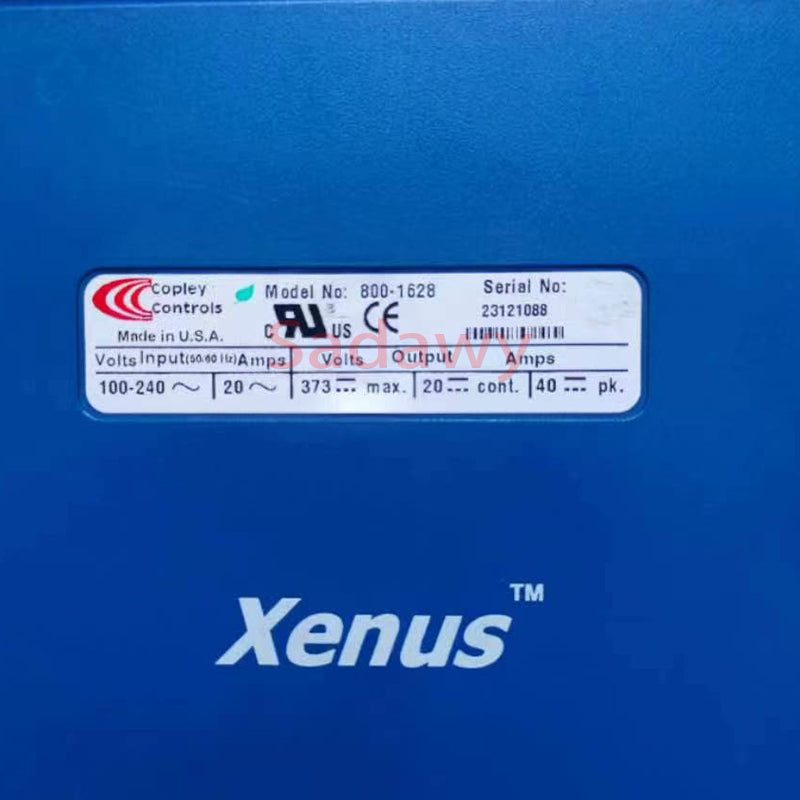 Copley Controls
Model No: 800-1628
Serial No: 23121088
Made in U.S.A.
C UR US CE
Sadawy
Volts Input(50/60 Hz) Amps Volts Output Amps
100-240 ~ 20 ~ 373 ⎓ max. 20 ⎓ cont. 40 ⎓ pk.
Xenus™